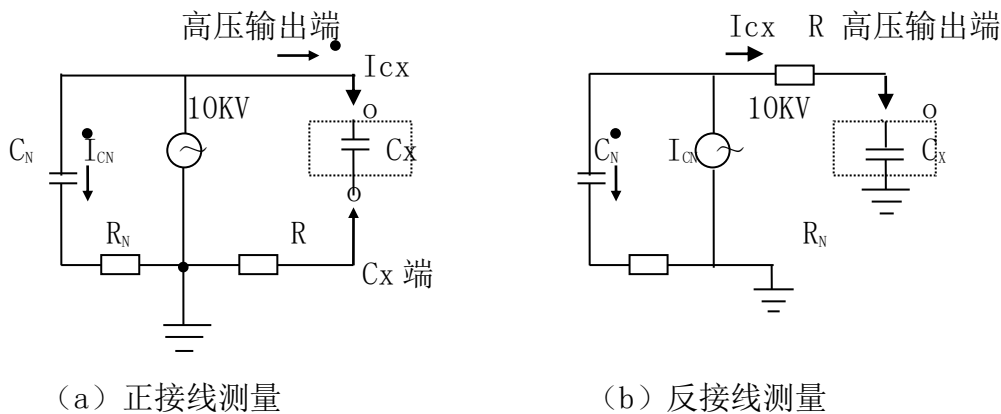 高压输出端
Icx
10KV
C_N
I_CN
Cx
R_N
R
Cx 端
(a)正接线测量
Icx R 高压输出端
10KV
C_N
I_CN
C_X
R_N
(b)反接线测量